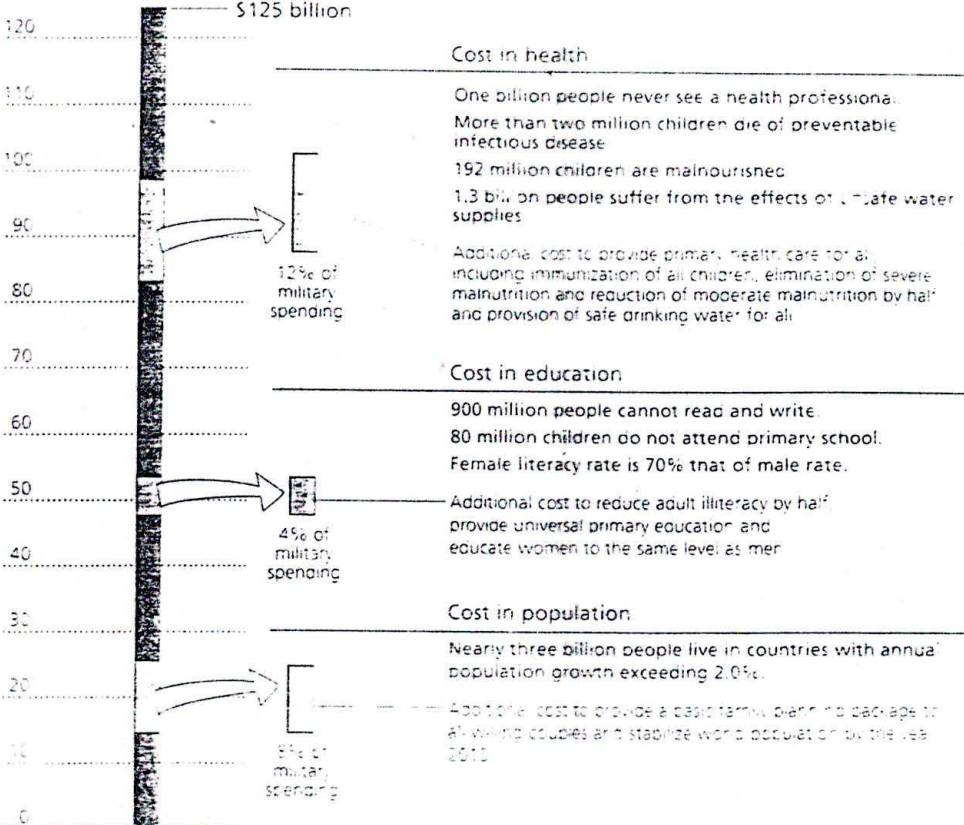 $125 billion
120
110
100
90
80
70
60
50
40
30
20
10
0
Cost in health
One billion people never see a health professional.
More than two million children die of preventable
infectious disease
192 million children are malnourished
1.3 billion people suffer from the effects of unsafe water
supplies
12% of
military
spending
Additional cost to provide primary health care for all
including immunization of all children, elimination of severe
malnutrition and reduction of moderate malnutrition by half
and provision of safe drinking water for all
Cost in education
900 million people cannot read and write.
80 million children do not attend primary school.
Female literacy rate is 70% that of male rate.
4% of
military
spending
Additional cost to reduce adult illiteracy by half,
provide universal primary education and
educate women to the same level as men
Cost in population
Nearly three billion people live in countries with annual
population growth exceeding 2.0%.
8% of
military
spending
Additional cost to provide a basic family planning package to
all willing couples and stabilize world population by the year